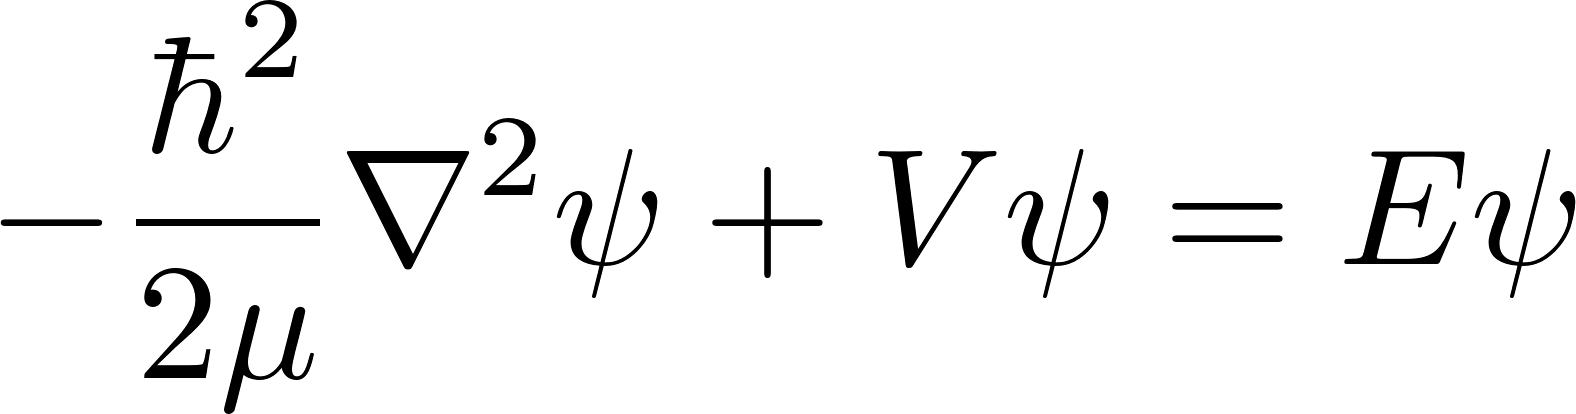 −ħ²/2μ ∇²ψ + Vψ = Eψ